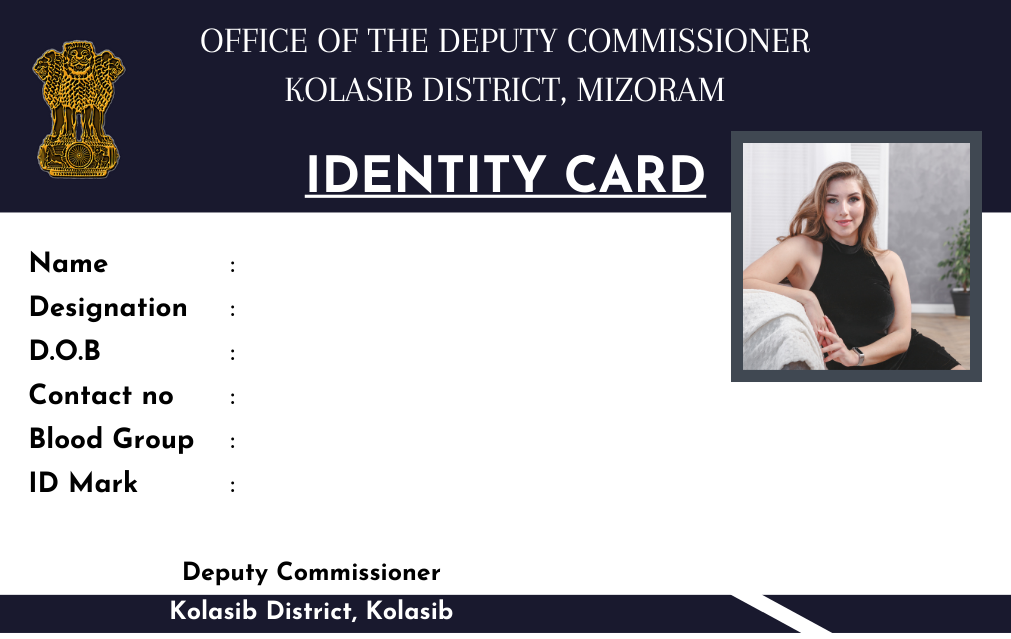 OFFICE OF THE DEPUTY COMMISSIONER
KOLASIB DISTRICT, MIZORAM
IDENTITY CARD
Name :
Designation :
D.O.B :
Contact no :
Blood Group :
ID Mark :
Deputy Commissioner
Kolasib District, Kolasib